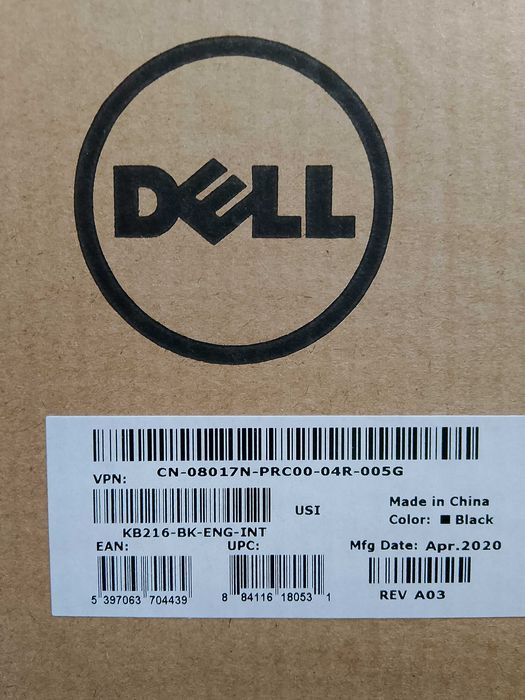 DELL
CN-08017N-PRC00-04R-005G
VPN:
KB216-BK-ENG-INT
USI
Made in China
Color: ■ Black
EAN:
5 397063 704439
UPC:
8 84116 18053 1
Mfg Date: Apr.2020
REV A03